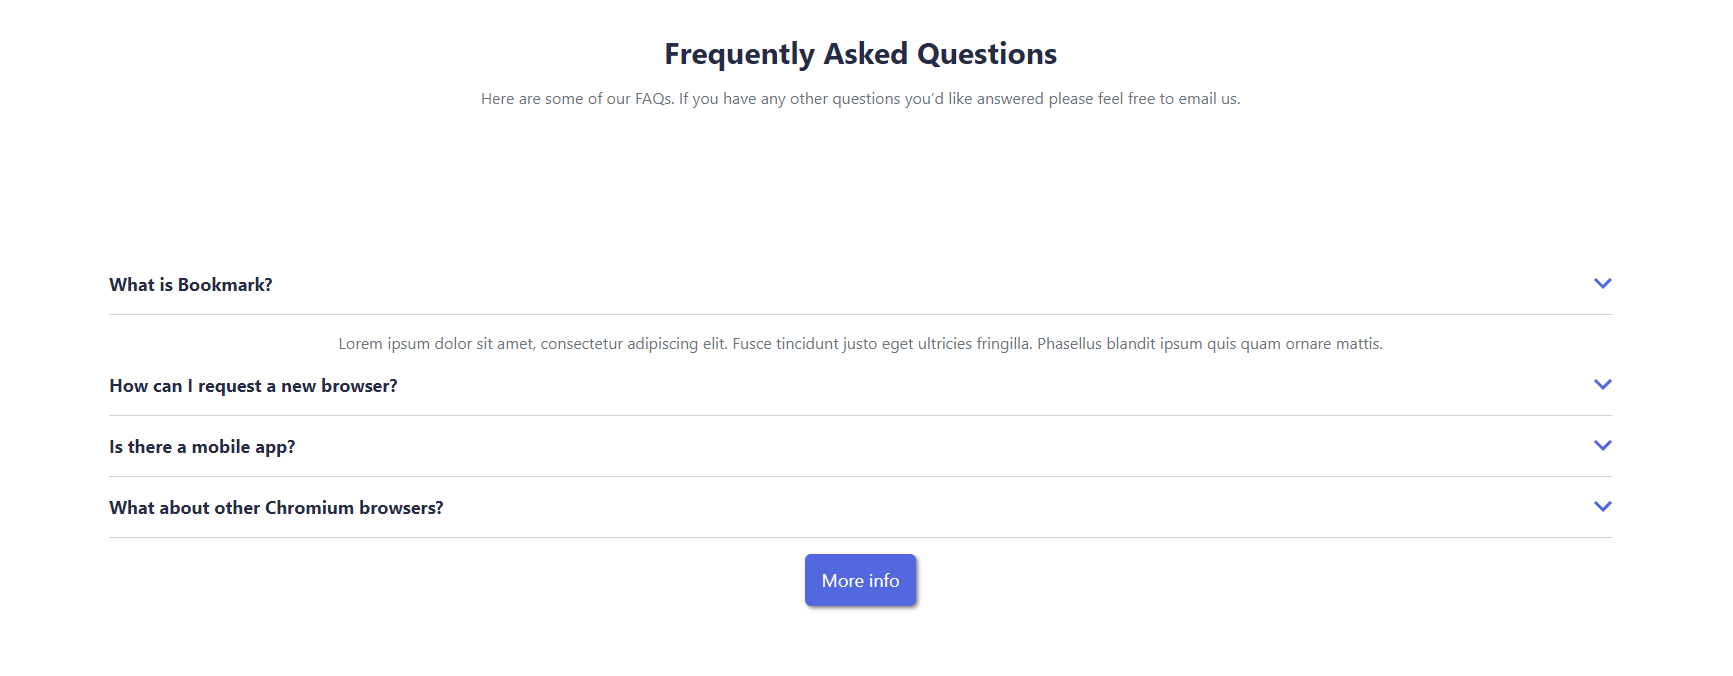 Frequently Asked Questions
Here are some of our FAQs. If you have any other questions you'd like answered please feel free to email us.
What is Bookmark?
Lorem ipsum dolor sit amet, consectetur adipiscing elit. Fusce tincidunt justo eget ultricies fringilla. Phasellus blandit ipsum quis quam ornare mattis.
How can I request a new browser?
Is there a mobile app?
What about other Chromium browsers?
More info